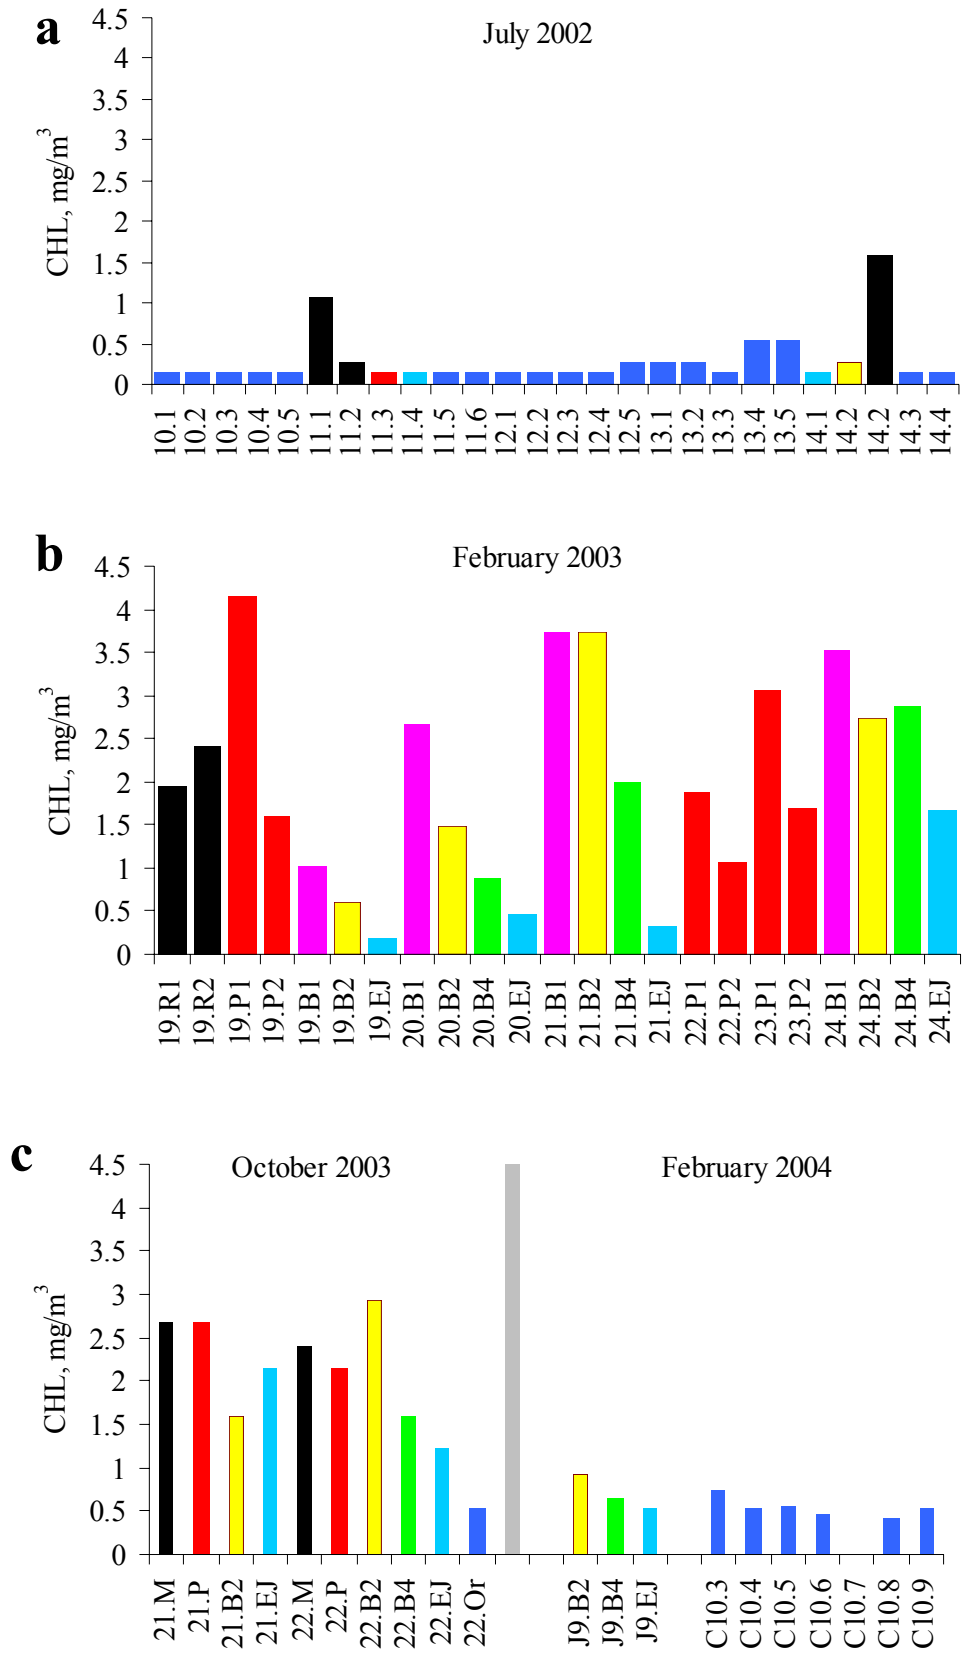 a
July 2002
CHL, mg/m³
4.5
4
3.5
3
2.5
2
1.5
1
0.5
0
10.1
10.2
10.3
10.4
10.5
11.1
11.2
11.3
11.4
11.5
11.6
12.1
12.2
12.3
12.4
12.5
13.1
13.2
13.3
13.4
13.5
14.1
14.2
14.2
14.3
14.4
b
February 2003
CHL, mg/m³
4.5
4
3.5
3
2.5
2
1.5
1
0.5
0
19.R1
19.R2
19.P1
19.P2
19.B1
19.B2
19.EJ
20.B1
20.B2
20.B4
20.EJ
21.B1
21.B2
21.B4
21.EJ
22.P1
22.P2
23.P1
23.P2
24.B1
24.B2
24.B4
24.EJ
c
October 2003
February 2004
CHL, mg/m³
4.5
4
3.5
3
2.5
2
1.5
1
0.5
0
21.M
21.P
21.B2
21.EJ
22.M
22.P
22.B2
22.B4
22.EJ
22.Or
J9.B2
J9.B4
J9.EJ
C10.3
C10.4
C10.5
C10.6
C10.7
C10.8
C10.9